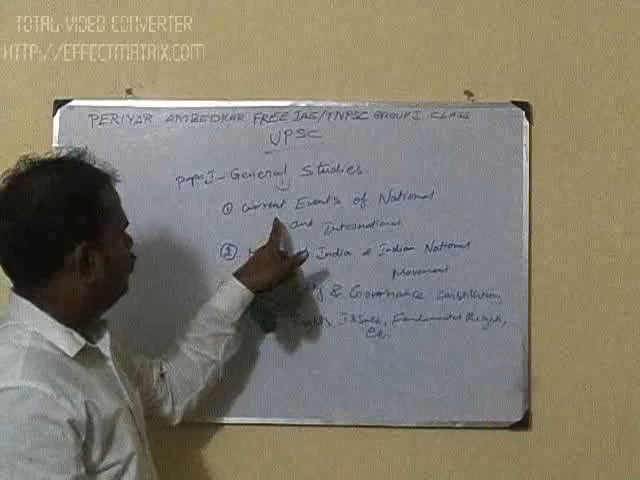 TOTAL VIDEO CONVERTER
HTTP://EFFECTMATRIX.COM
PERIYAR AMBEDKAR FREE IAS/TNPSC GROUP I CLASS
UPSC
Paper I - General Studies
① Current Events of National
and International
② India & Indian National
Movement
& Governance Constitution
Rights Issues, Fundamental Rights,
Etc.